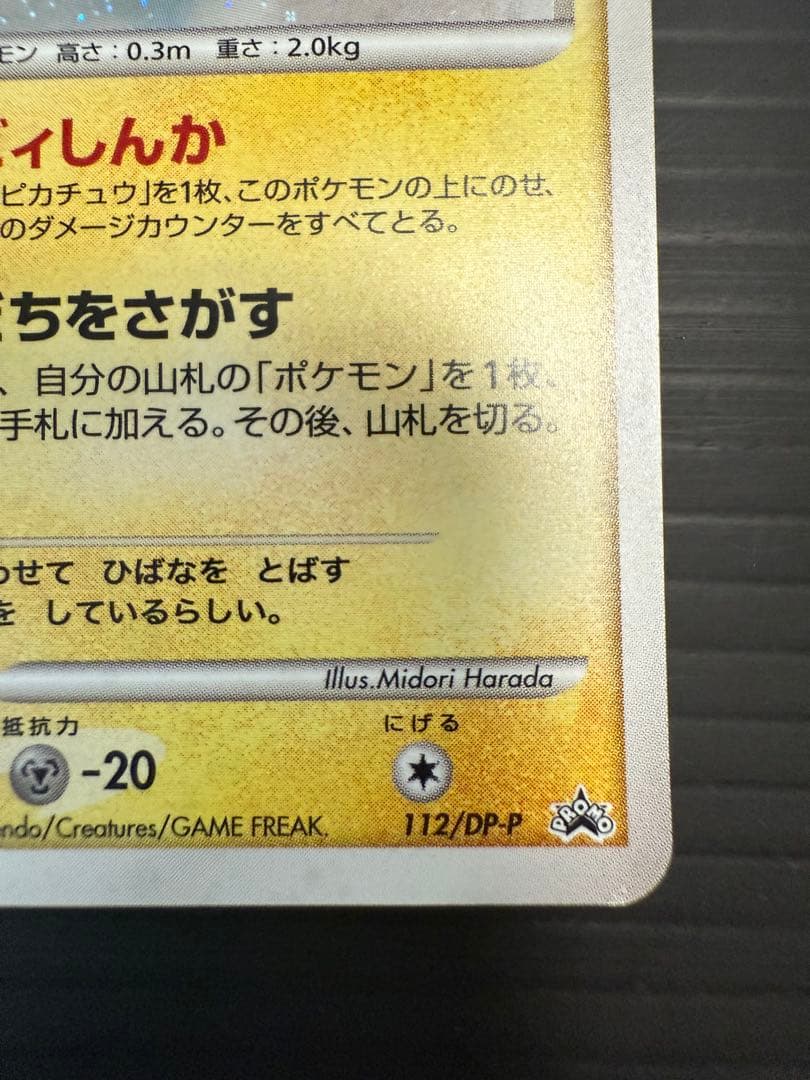 モン 高さ：0.3m 重さ：2.0kg
ィしんか
ピカチュウ」を1枚、このポケモンの上にのせ、
のダメージカウンターをすべてとる。
ちをさがす
、自分の山札の「ポケモン」を1枚、
手札に加える。その後、山札を切る。
わせて ひばなを とばす
を しているらしい。
Illus.Midori Harada
抵抗力 にげる
-20
ndo/Creatures/GAME FREAK. 112/DP-P PROMO